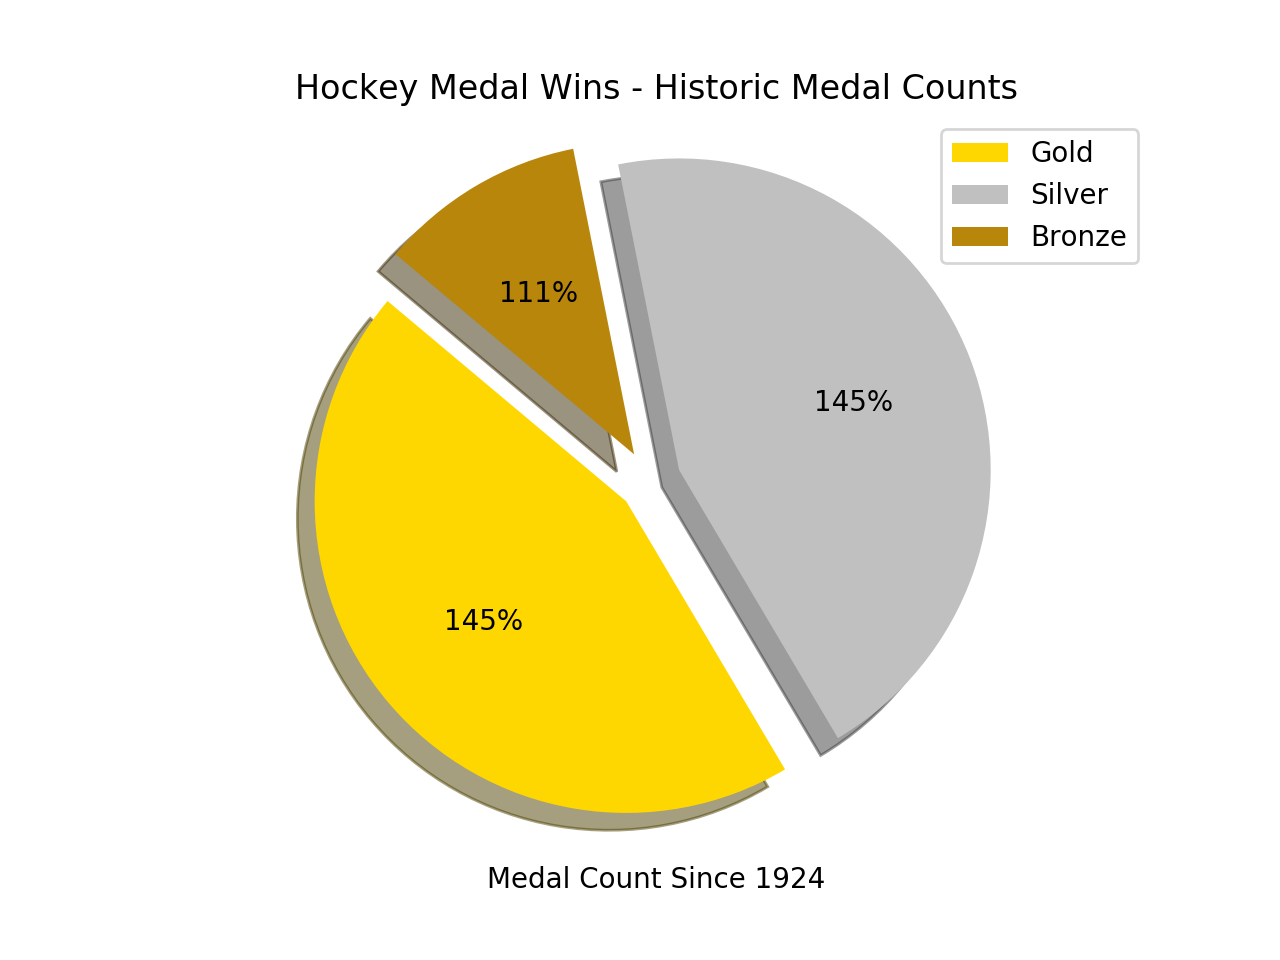 Hockey Medal Wins - Historic Medal Counts
Gold
Silver
Bronze
111%
145%
145%
Medal Count Since 1924